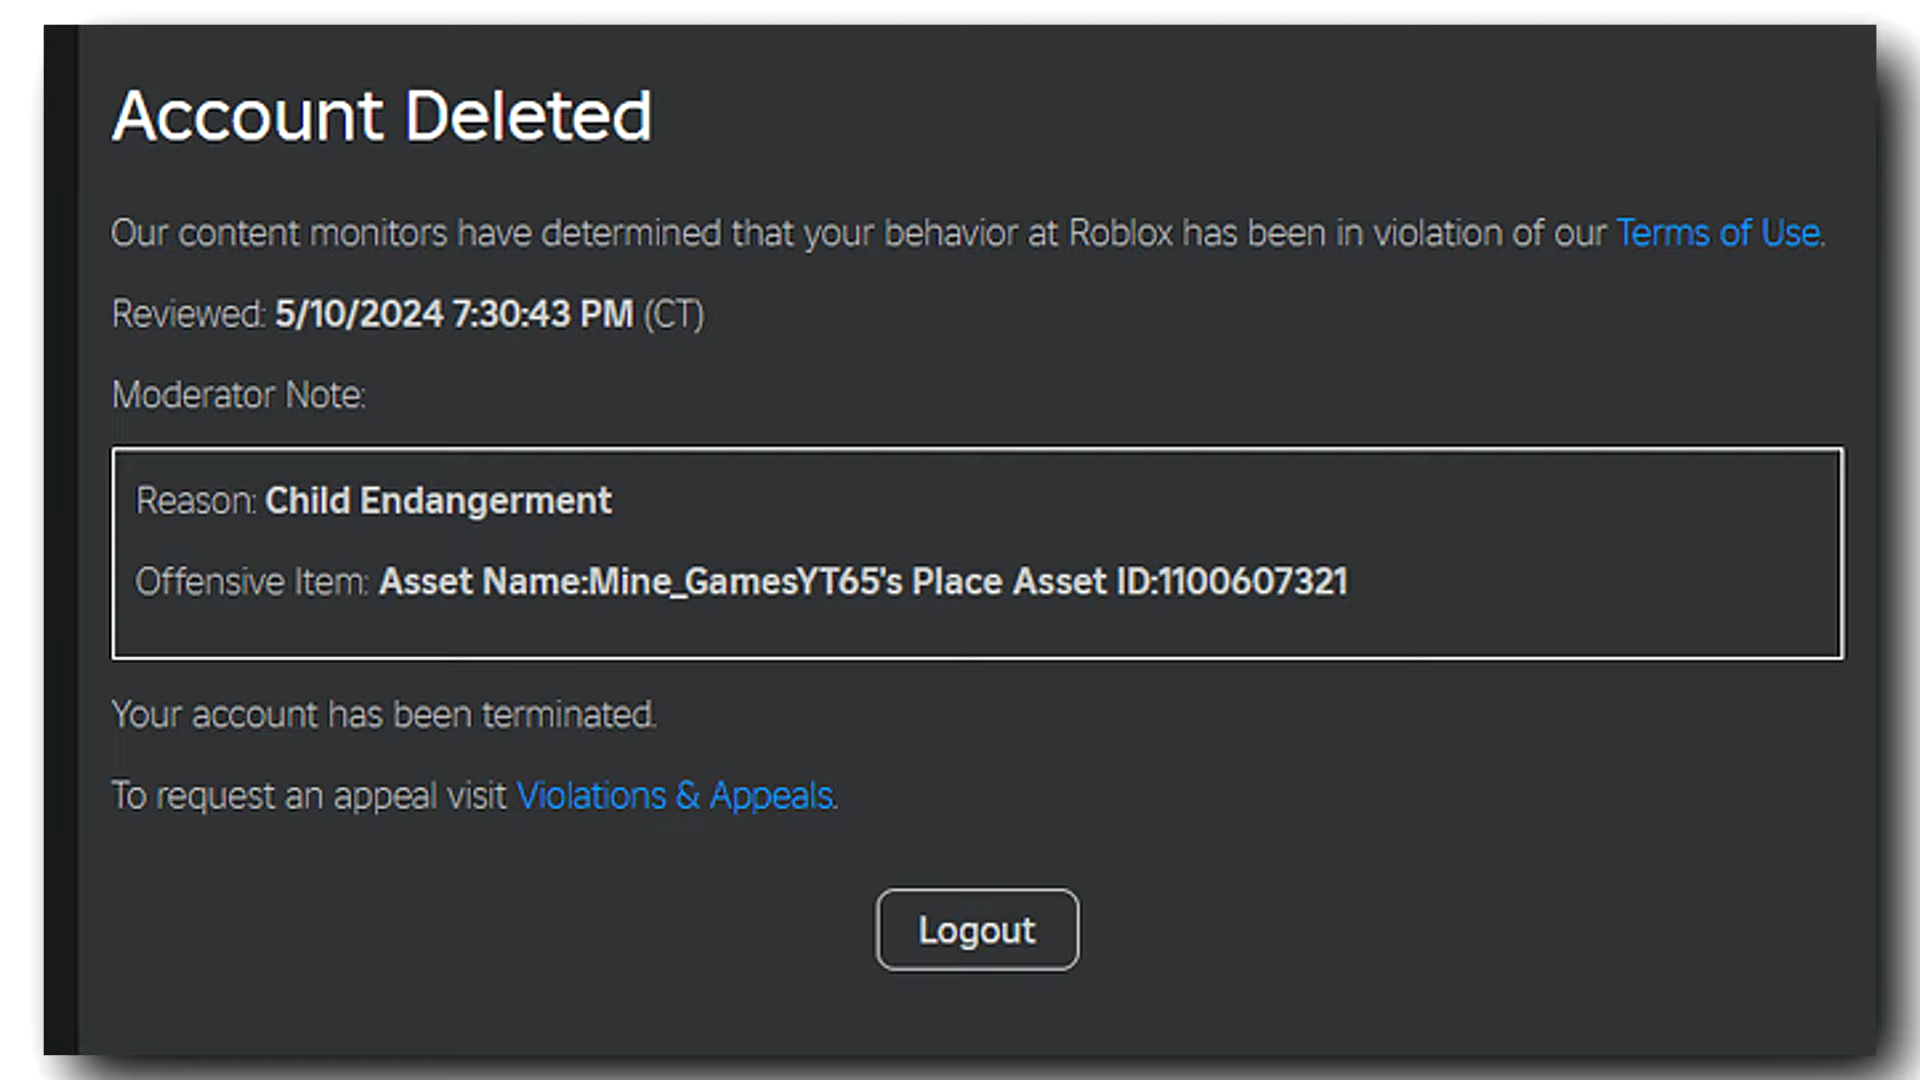 Account Deleted
Our content monitors have determined that your behavior at Roblox has been in violation of our Terms of Use.
Reviewed: 5/10/2024 7:30:43 PM (CT)
Moderator Note:
Reason: Child Endangerment
Offensive Item: Asset Name:Mine_GamesYT65's Place Asset ID:1100607321
Your account has been terminated.
To request an appeal visit Violations & Appeals.
Logout